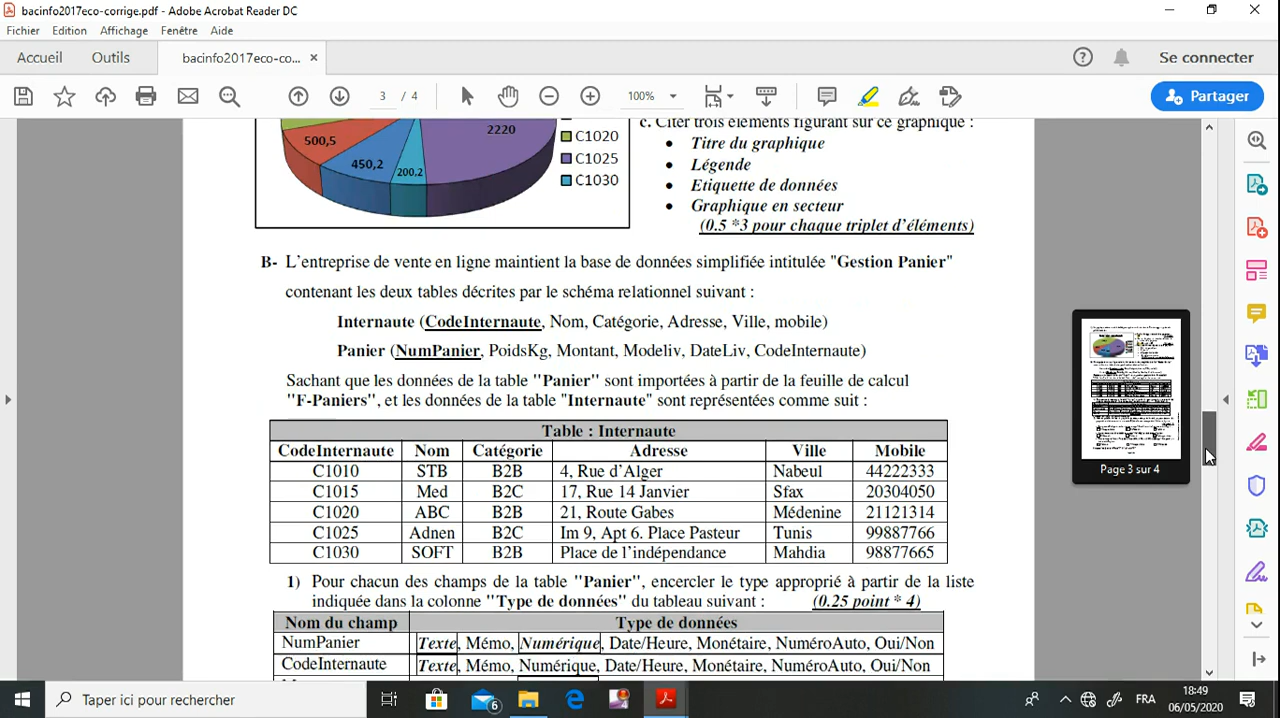 bacinfo2017eco-corrige.pdf - Adobe Acrobat Reader DC
Fichier Edition Affichage Fenêtre Aide
Accueil Outils bacinfo2017eco-co... × Se connecter
3 / 4 100% Partager
500,5
450,2
200,2
2220
C1020
C1025
C1030
c. Citer trois éléments figurant sur ce graphique :
• Titre du graphique
• Légende
• Etiquette de données
• Graphique en secteur
(0.5 *3 pour chaque triplet d'éléments)
B- L'entreprise de vente en ligne maintient la base de données simplifiée intitulée "Gestion Panier"
contenant les deux tables décrites par le schéma relationnel suivant :
Internaute (CodeInternaute, Nom, Catégorie, Adresse, Ville, mobile)
Panier (NumPanier, PoidsKg, Montant, Modeliv, DateLiv, CodeInternaute)
Sachant que les données de la table "Panier" sont importées à partir de la feuille de calcul
"F-Paniers", et les données de la table "Internaute" sont représentées comme suit :
Table : Internaute
CodeInternaute Nom Catégorie Adresse Ville Mobile
C1010 STB B2B 4, Rue d'Alger Nabeul 44222333
C1015 Med B2C 17, Rue 14 Janvier Sfax 20304050
C1020 ABC B2B 21, Route Gabes Médenine 21121314
C1025 Adnen B2C Im 9, Apt 6. Place Pasteur Tunis 99887766
C1030 SOFT B2B Place de l'indépendance Mahdia 98877665
1) Pour chacun des champs de la table "Panier", encercler le type approprié à partir de la liste
indiquée dans la colonne "Type de données" du tableau suivant : (0.25 point * 4)
Nom du champ Type de données
NumPanier Texte, Mémo, Numérique, Date/Heure, Monétaire, NuméroAuto, Oui/Non
CodeInternaute Texte, Mémo, Numérique, Date/Heure, Monétaire, NuméroAuto, Oui/Non
Page 3 sur 4
Taper ici pour rechercher
6
FRA
18:49
06/05/2020